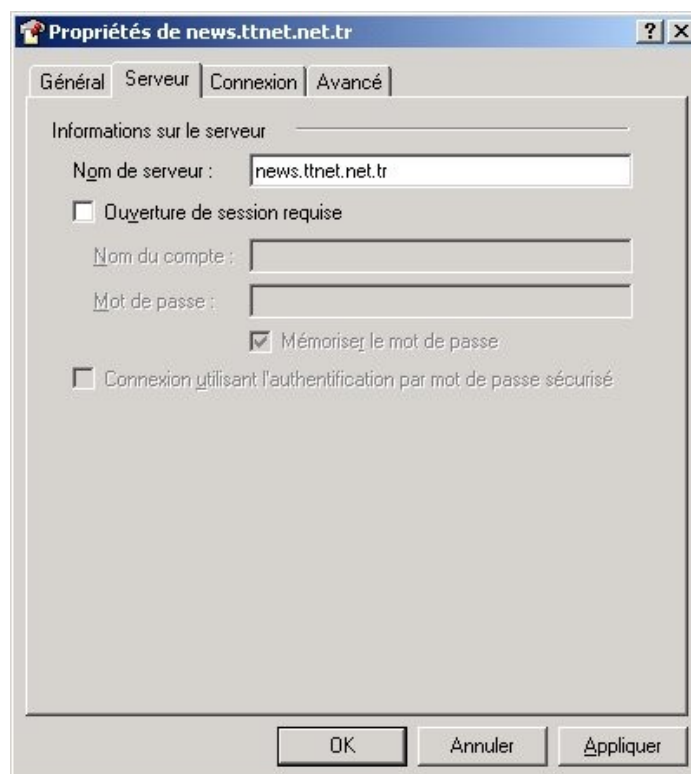 Propriétés de news.ttnet.net.tr
Général Serveur Connexion Avancé
Informations sur le serveur
Nom de serveur : news.ttnet.net.tr
Ouverture de session requise
Nom du compte :
Mot de passe :
Mémoriser le mot de passe
Connexion utilisant l'authentification par mot de passe sécurisé
OK Annuler Appliquer